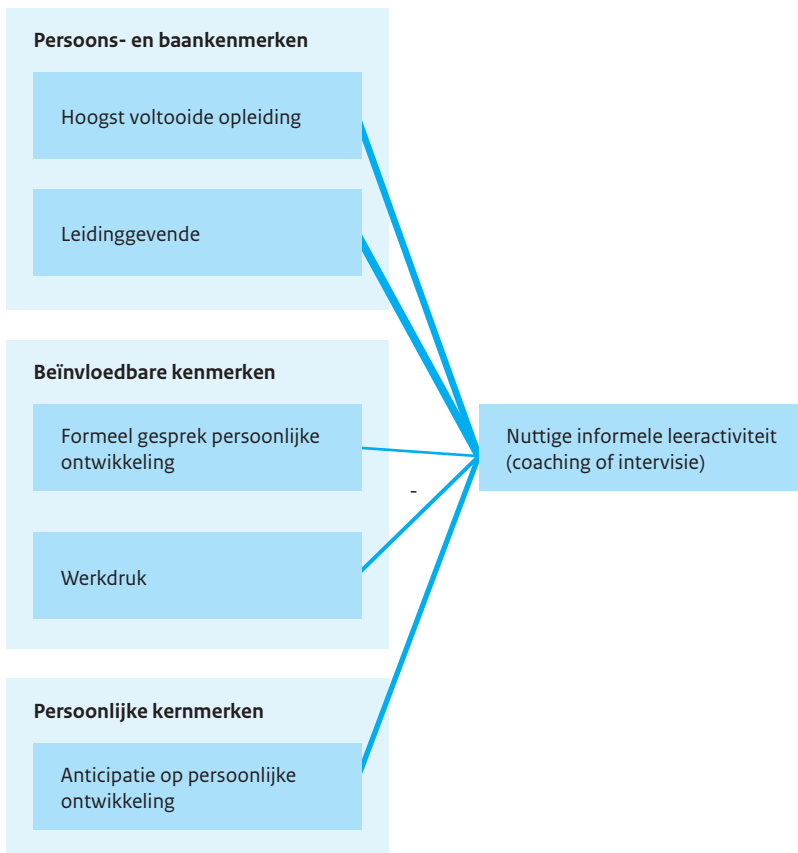 Persoons- en baankenmerken
Hoogst voltooide opleiding
Leidinggevende
Beïnvloedbare kenmerken
Formeel gesprek persoonlijke
ontwikkeling
-
Werkdruk
Nuttige informele leeractiviteit
(coaching of intervisie)
Persoonlijke kernmerken
Anticipatie op persoonlijke
ontwikkeling